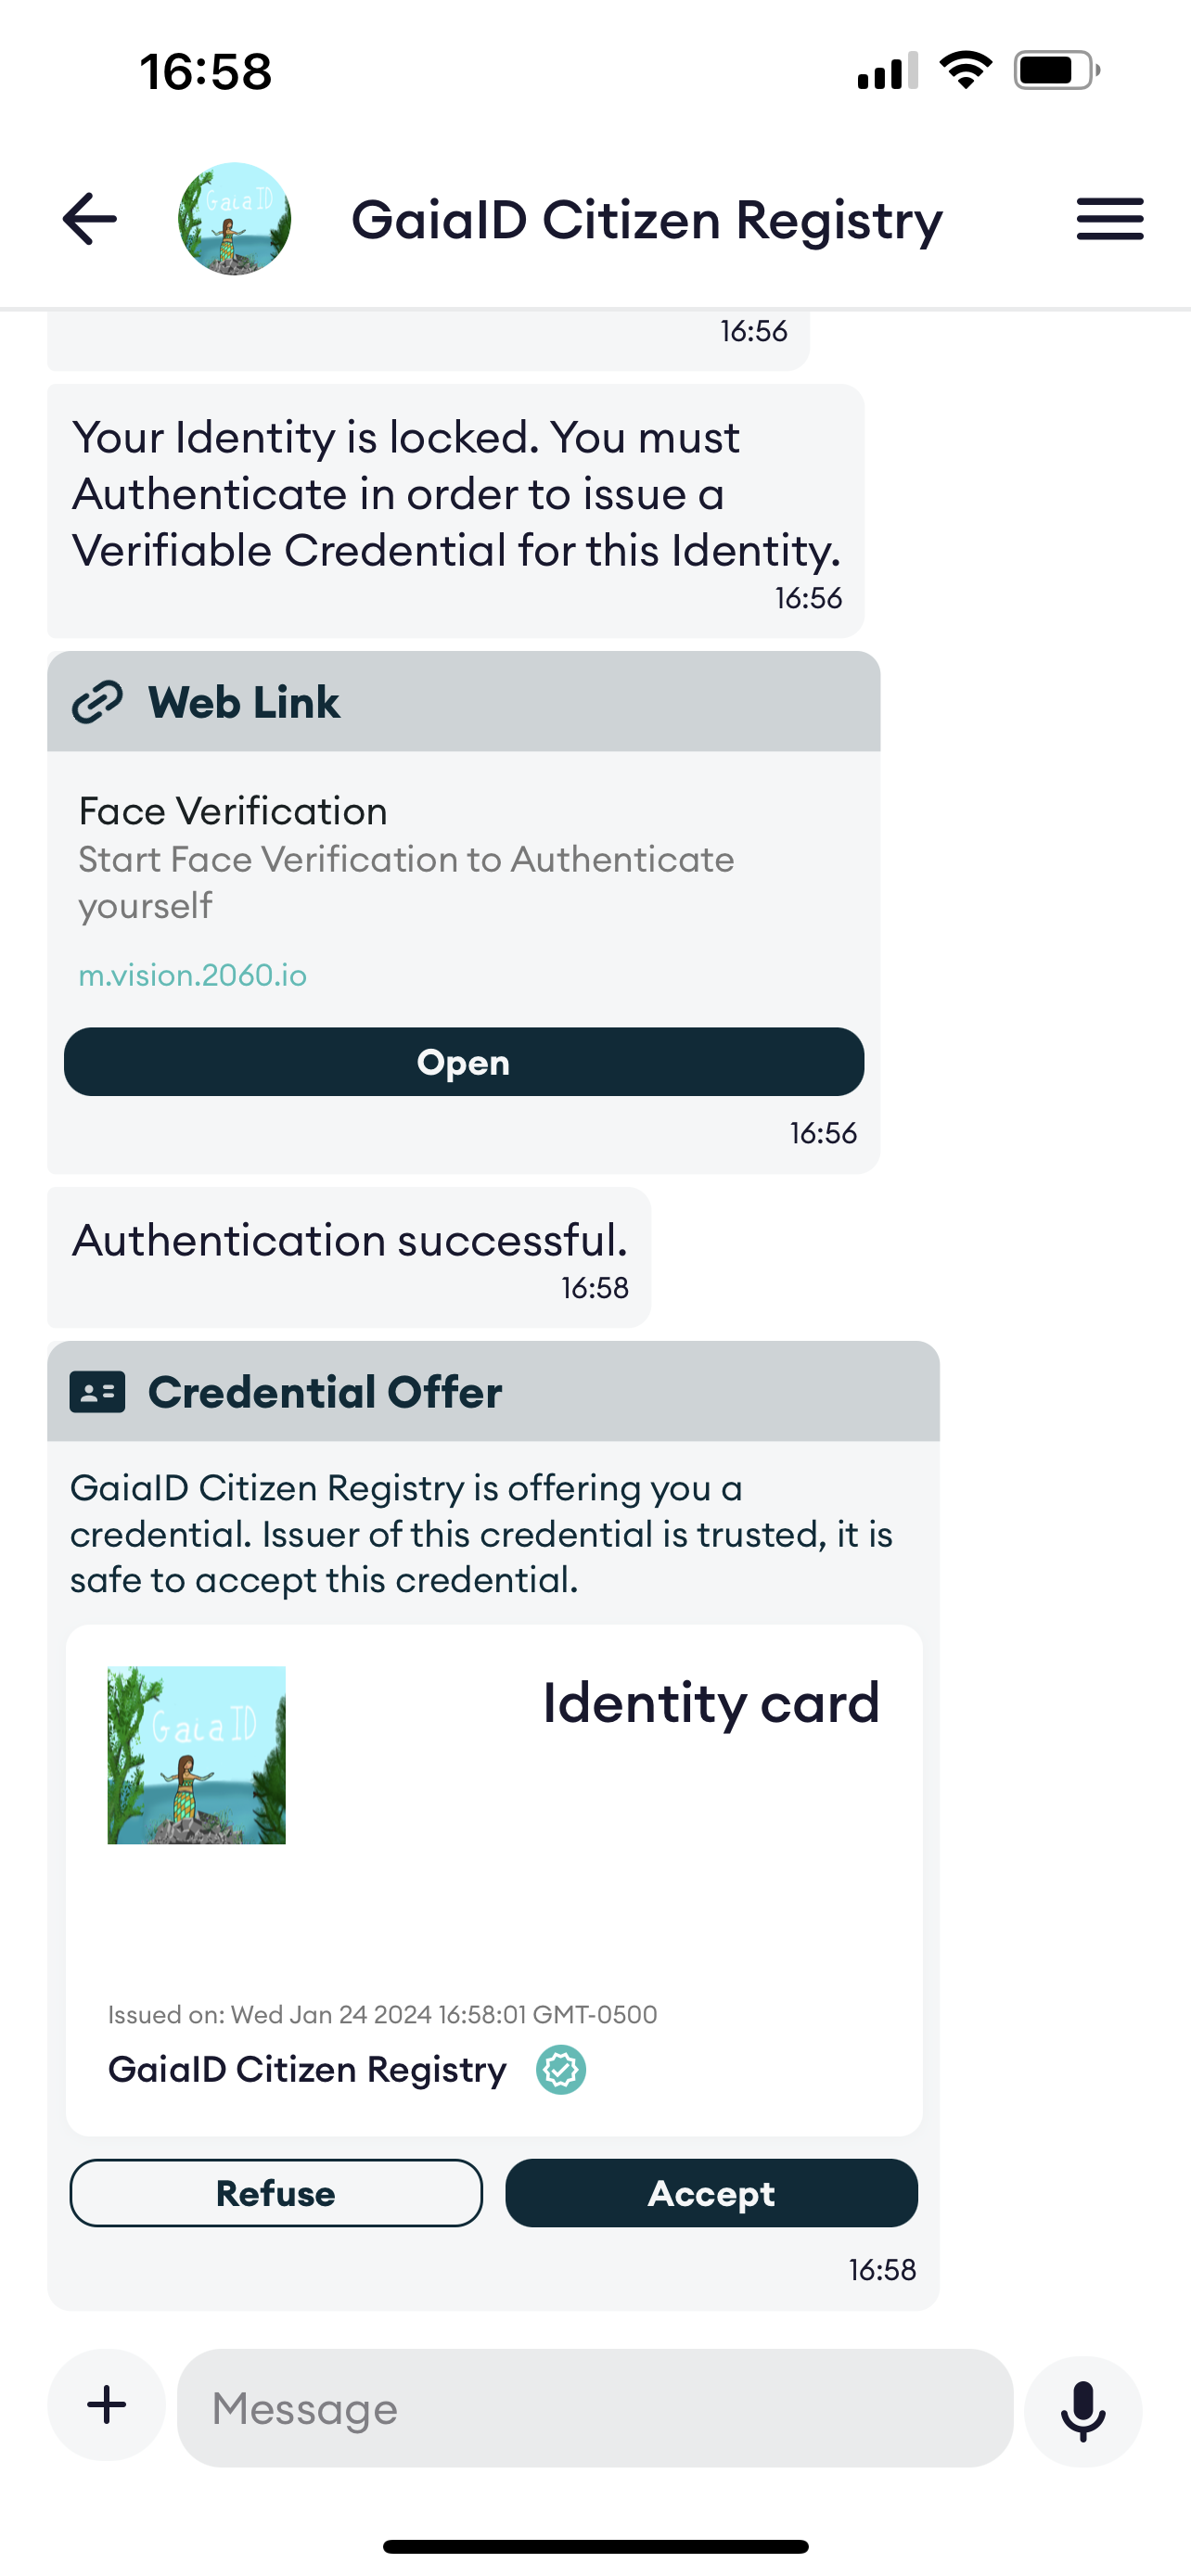 16:58
Gaia ID
GaiaID Citizen Registry
16:56
Your Identity is locked. You must
Authenticate in order to issue a
Verifiable Credential for this Identity.
16:56
Web Link
Face Verification
Start Face Verification to Authenticate
yourself
m.vision.2060.io
Open
16:56
Authentication successful.
16:58
Credential Offer
GaiaID Citizen Registry is offering you a
credential. Issuer of this credential is trusted, it is
safe to accept this credential.
Gaia ID
Identity card
Issued on: Wed Jan 24 2024 16:58:01 GMT-0500
GaiaID Citizen Registry
Refuse
Accept
16:58
Message